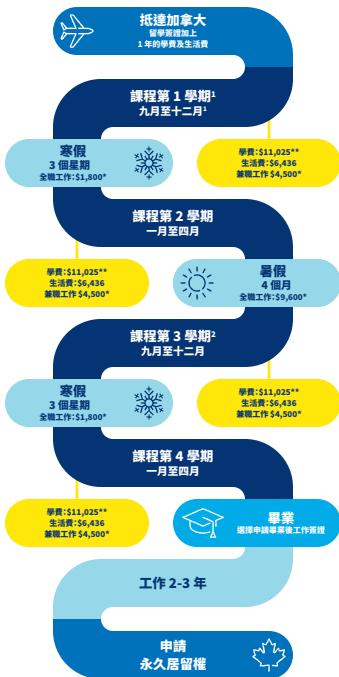 抵達加拿大
留學簽證加上
1 年的學費及生活費
課程第 1 學期¹
九月至十二月¹
寒假
3 個星期
全職工作:$1,800*
學費:$11,025**
生活費:$6,436
兼職工作 $4,500*
課程第 2 學期
一月至四月
學費:$11,025**
生活費:$6,436
兼職工作 $4,500*
暑假
4 個月
全職工作:$9,600*
課程第 3 學期²
九月至十二月
寒假
3 個星期
全職工作:$1,800*
學費:$11,025**
生活費:$6,436
兼職工作 $4,500*
課程第 4 學期
一月至四月
學費:$11,025**
生活費:$6,436
兼職工作 $4,500*
畢業
選擇申請畢業後工作簽證
工作 2-3 年
申請
永久居留權